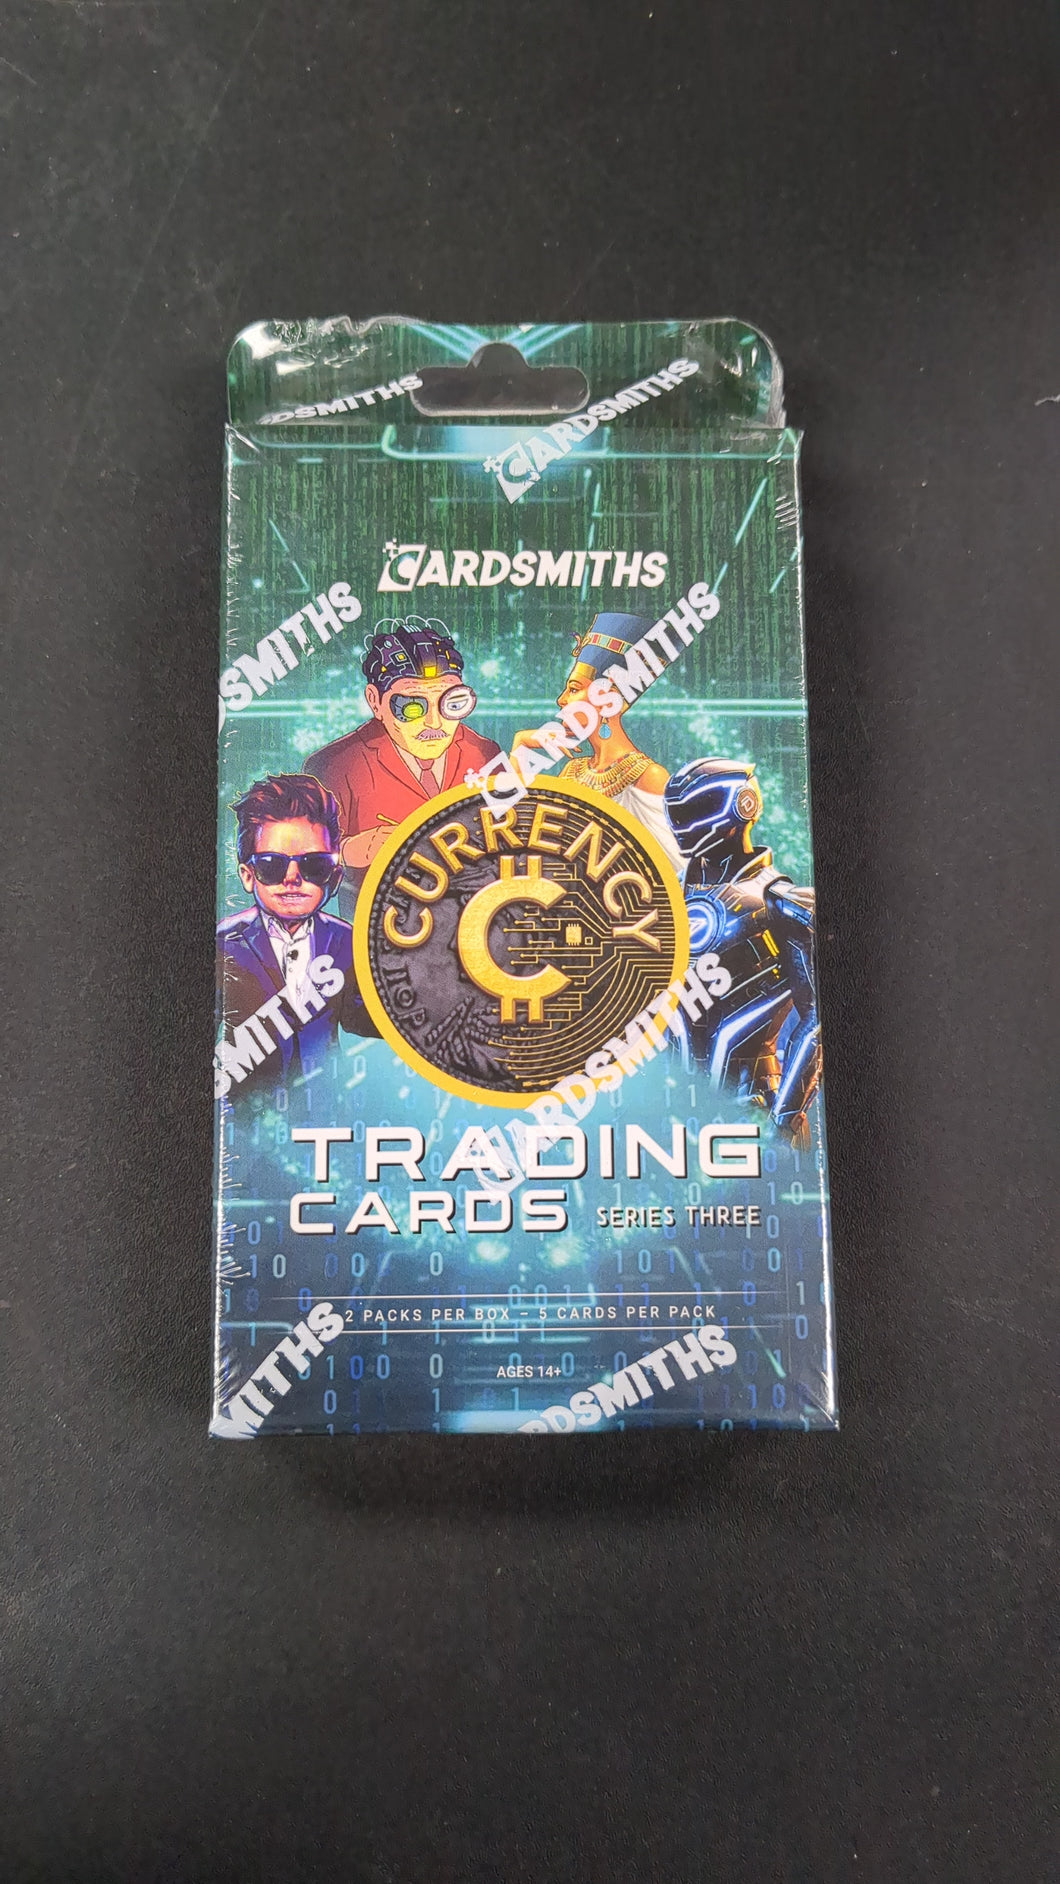 DSMITHS
CARDSMITHS
CARDSMITHS
SMITHS
CARDSMITHS
CURRENCY
SMITHS
CARDSMITHS
TRADING
CARDS SERIES THREE
2 PACKS PER BOX – 5 CARDS PER PACK
AGES 14+
MITHS
RDSMITHS